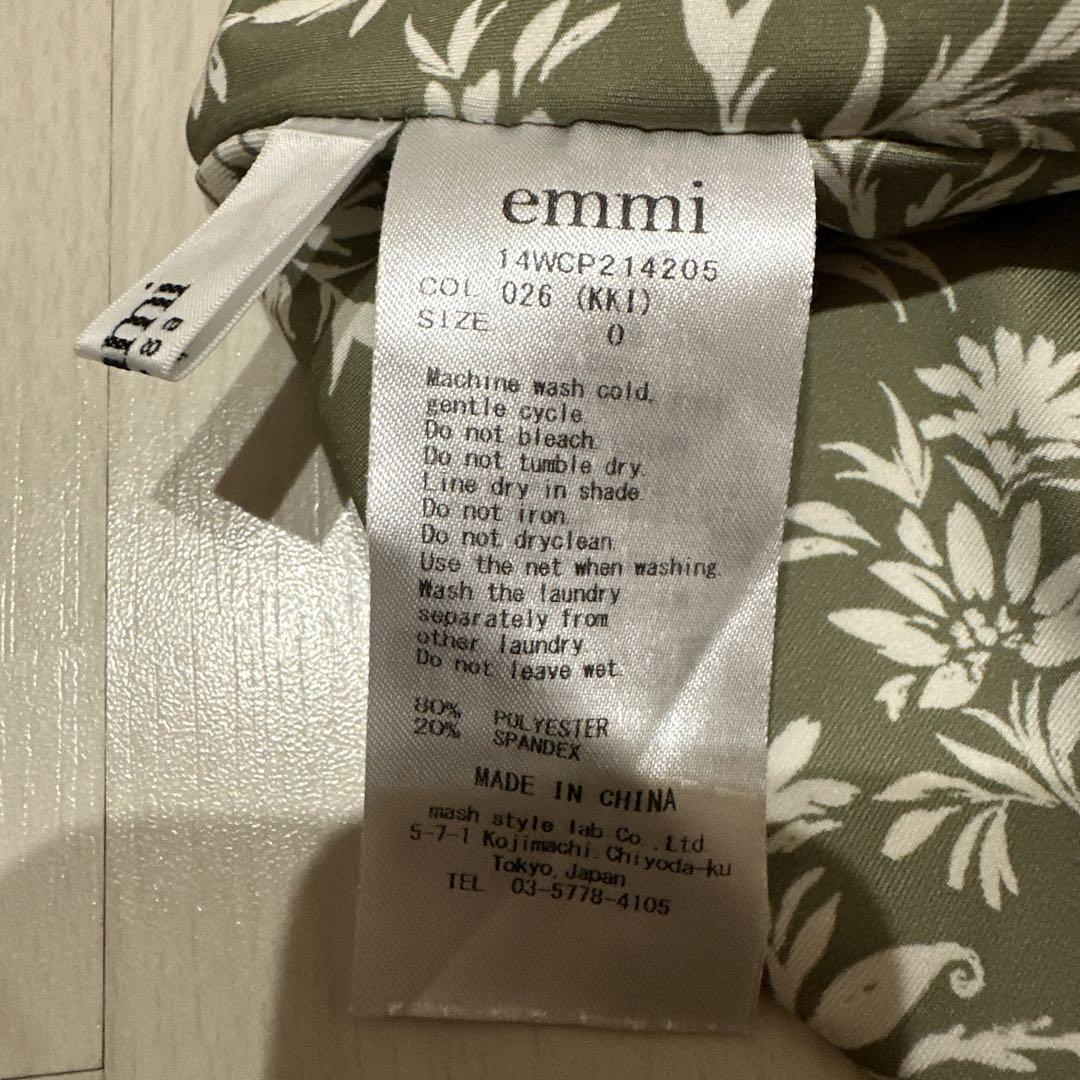 emmi
14WCP214205
COL 026 (KKI)
SIZE 0
Machine wash cold.
gentle cycle.
Do not bleach.
Do not tumble dry.
Line dry in shade.
Do not iron.
Do not dryclean.
Use the net when washing.
Wash the laundry
separately from
other laundry.
Do not leave wet.
80% POLYESTER
20% SPANDEX
MADE IN CHINA
mash style lab Co.,Ltd
5-7-1 Kojimachi,Chiyoda-ku
Tokyo,Japan
TEL 03-5778-4105